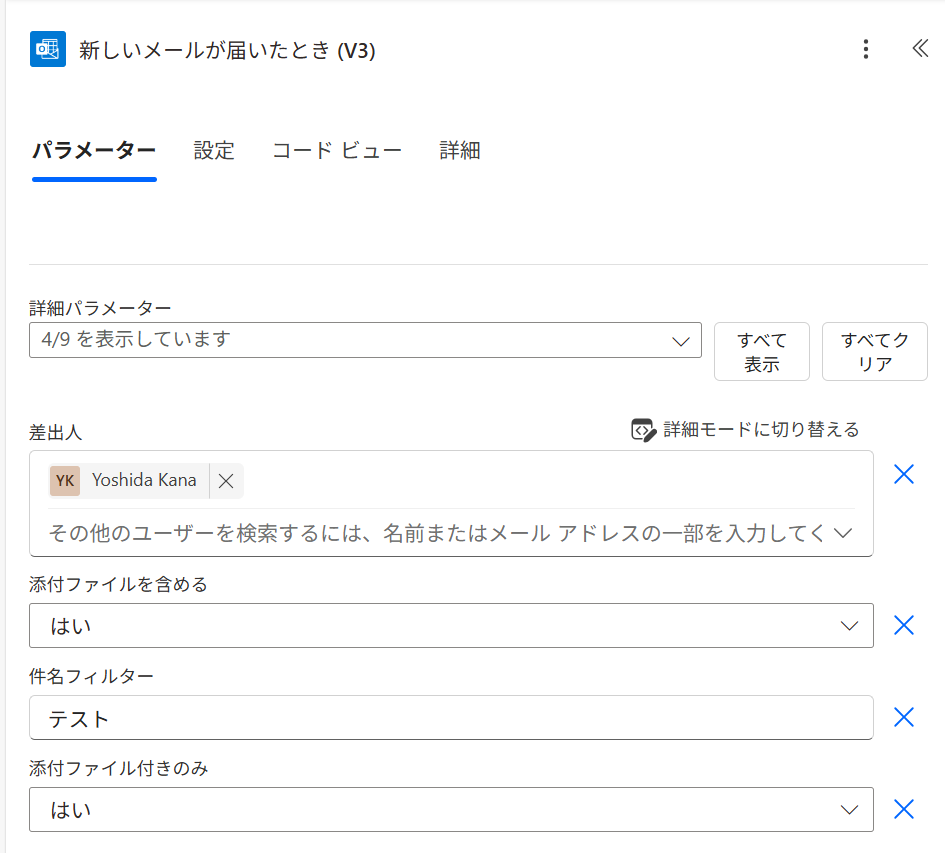 新しいメールが届いたとき (V3)
パラメーター 設定 コード ビュー 詳細
詳細パラメーター
4/9 を表示しています
すべて
表示
すべてク
リア
差出人
詳細モードに切り替える
YK Yoshida Kana
その他のユーザーを検索するには、名前またはメール アドレスの一部を入力してく
添付ファイルを含める
はい
件名フィルター
テスト
添付ファイル付きのみ
はい